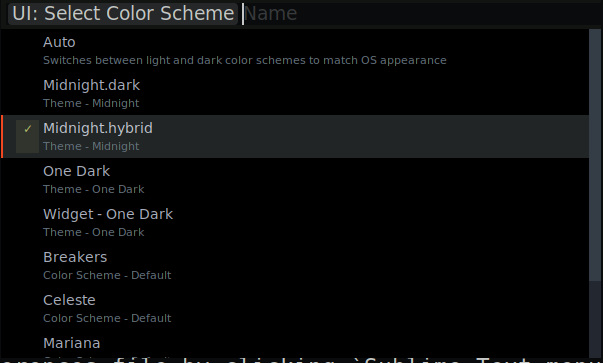 UI: Select Color Scheme Name
Auto
Switches between light and dark color schemes to match OS appearance
Midnight.dark
Theme - Midnight
✓ Midnight.hybrid
Theme - Midnight
One Dark
Theme - One Dark
Widget - One Dark
Theme - One Dark
Breakers
Color Scheme - Default
Celeste
Color Scheme - Default
Mariana
file by clicking `Sublime Text menu